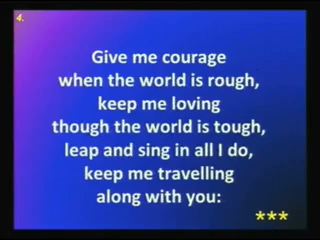 4.
Give me courage
when the world is rough,
keep me loving
though the world is tough,
leap and sing in all I do,
keep me travelling
along with you:
***